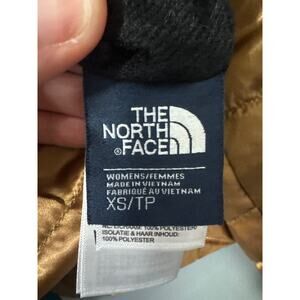 THE
NORTH
®FACE
WOMENS/FEMMES
MADE IN VIETNAM
FABRIQUÉ AU VIETNAM
XS/TP
100% POLYESTER/
ISOLATIE & HAAR INHOUD:
100% POLYESTER